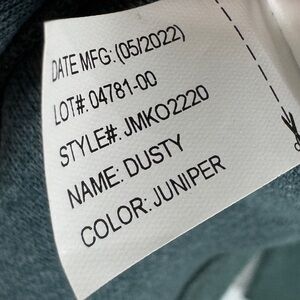 DATE MFG: (05/2022)
LOT#: 04781-00
STYLE#: JMKO2220
NAME: DUSTY
COLOR: JUNIPER